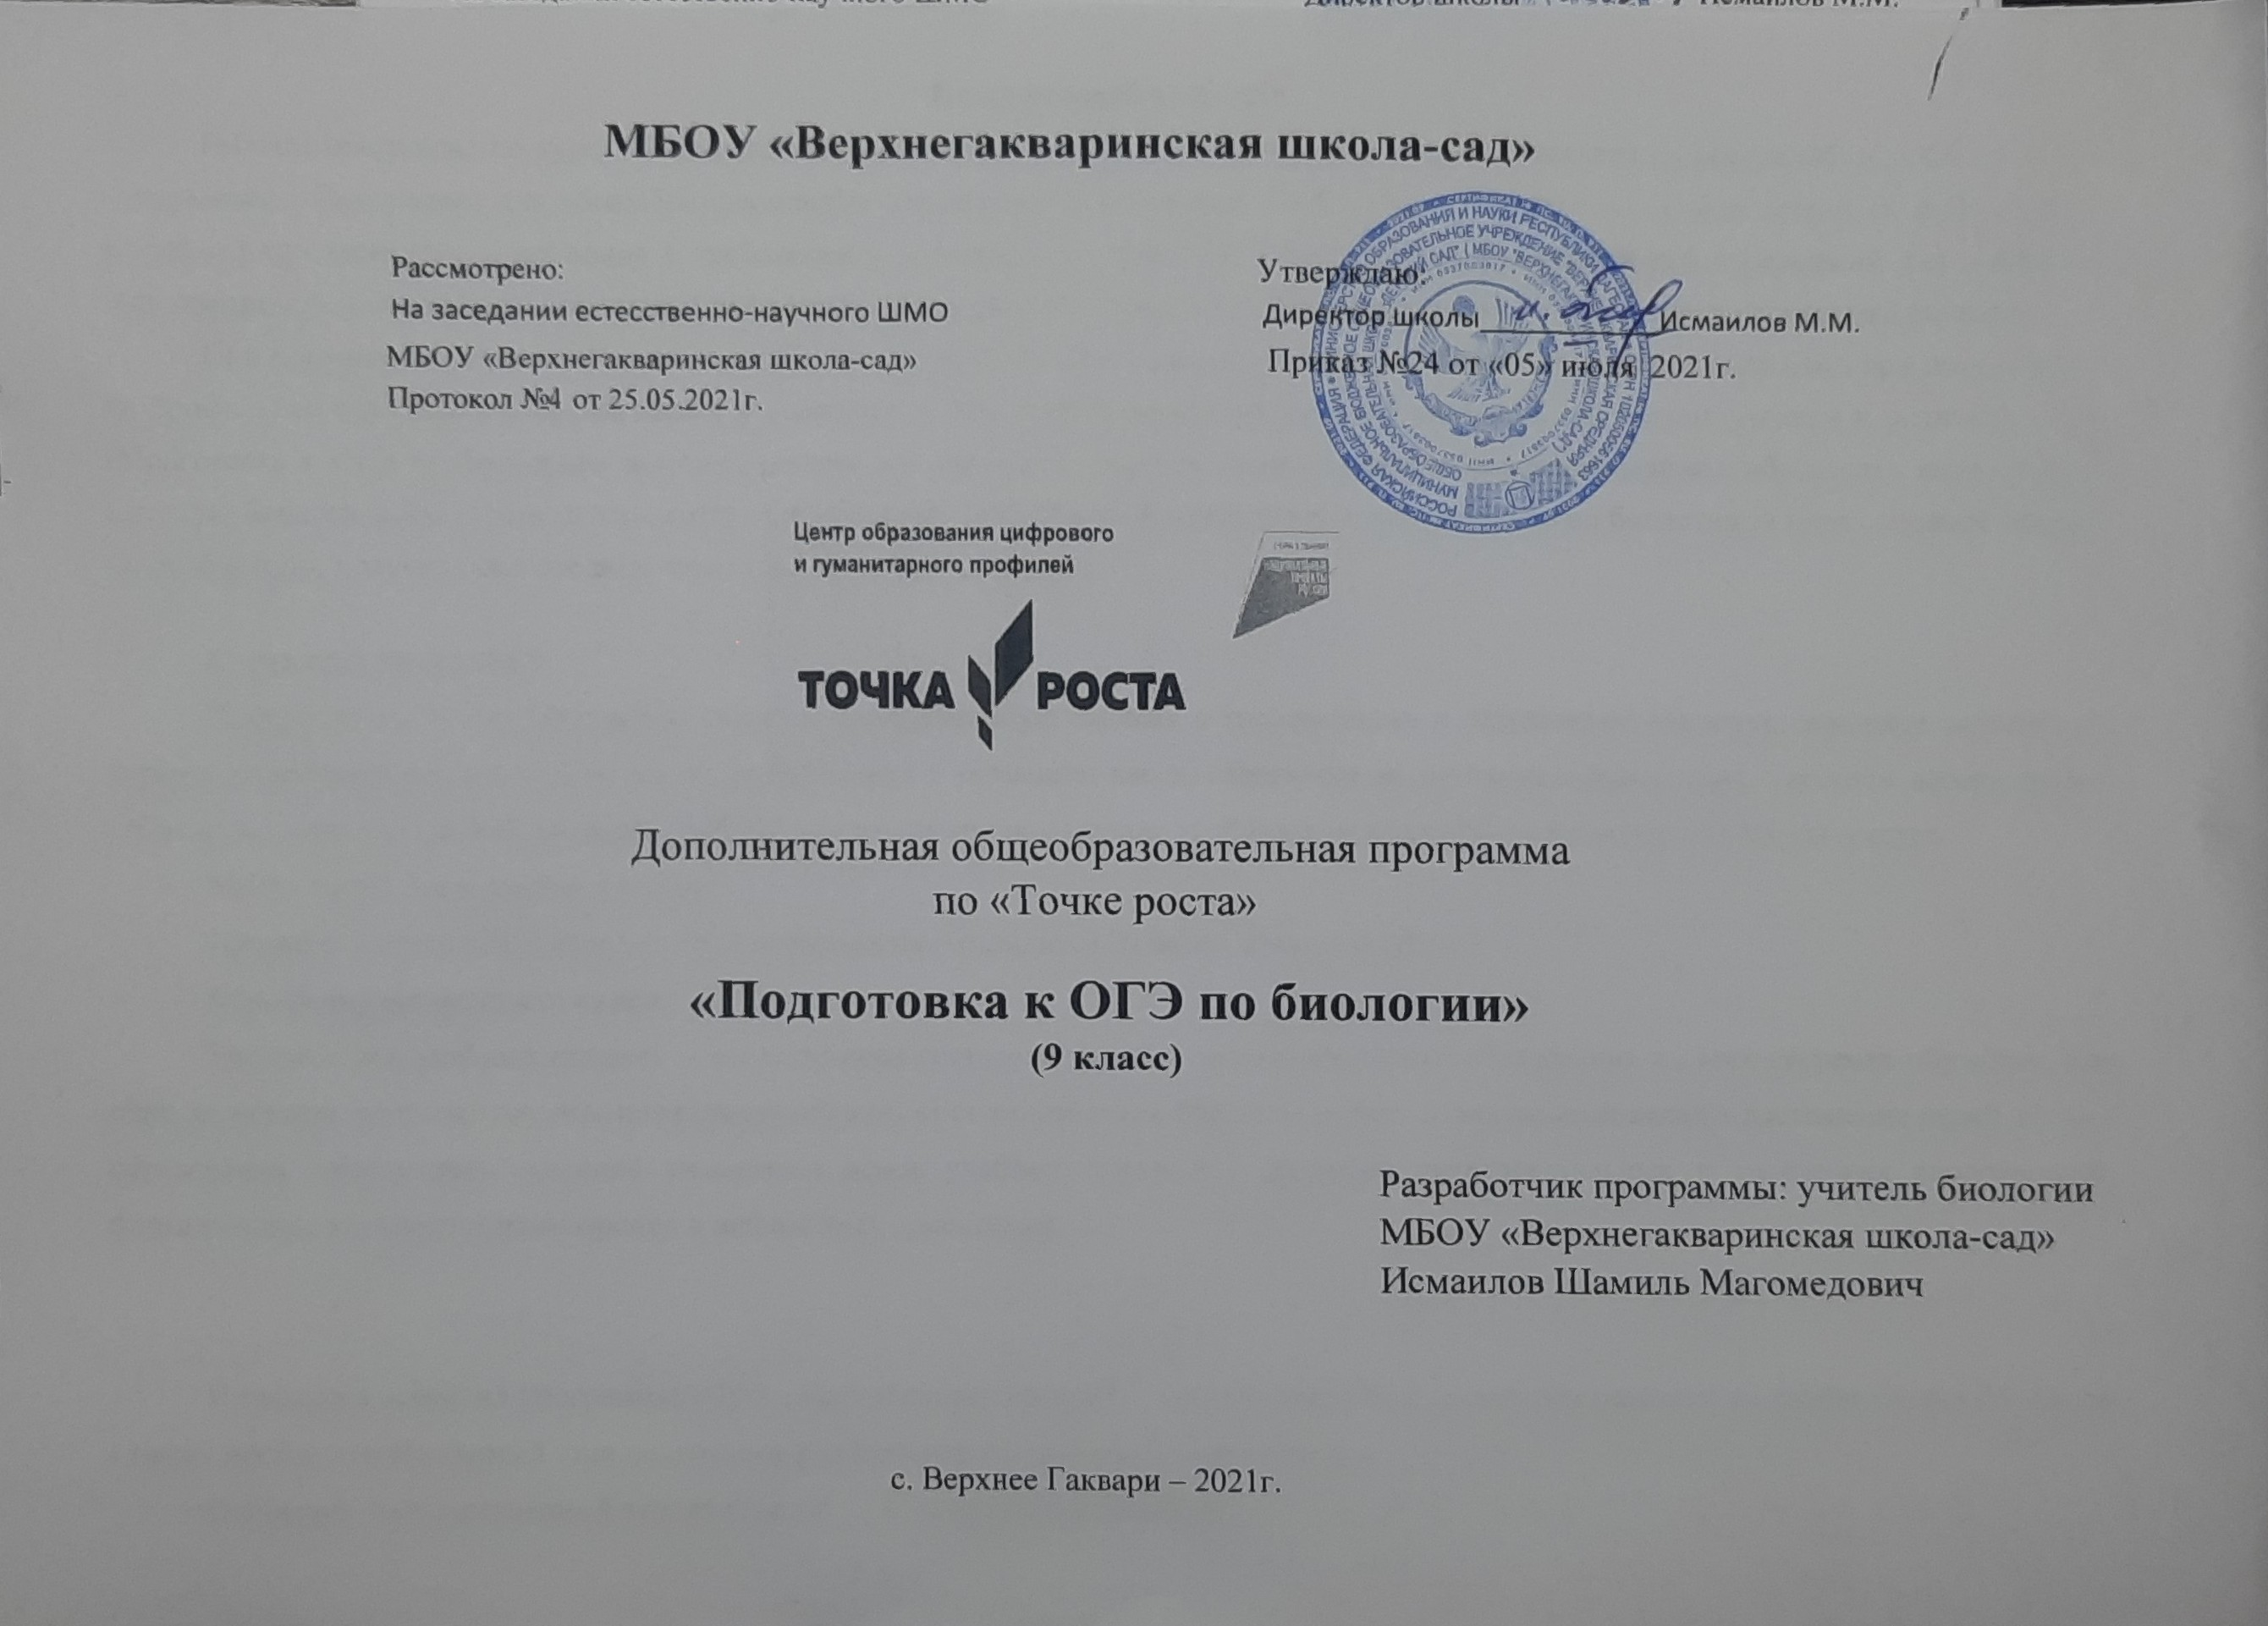 МБОУ «Верхнегакваринская школа-сад»
Рассмотрено:
На заседании естесственно-научного ШМО
МБОУ «Верхнегакваринская школа-сад»
Протокол №4 от 25.05.2021г.
Утверждаю:
Директор школы Исмаилов М.М.
Приказ №24 от «05» июля 2021г.
Центр образования цифрового
и гуманитарного профилей
ТОЧКА РОСТА
Дополнительная общеобразовательная программа
по «Точке роста»
«Подготовка к ОГЭ по биологии»
(9 класс)
Разработчик программы: учитель биологии
МБОУ «Верхнегакваринская школа-сад»
Исмаилов Шамиль Магомедович
с. Верхнее Гаквари – 2021г.